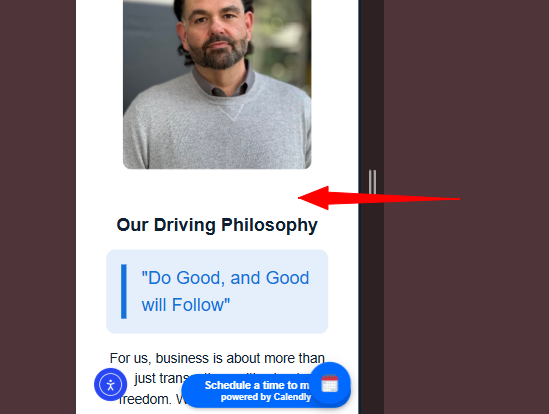 Our Driving Philosophy
"Do Good, and Good
will Follow"
For us, business is about more than
just
freedom.
Schedule a time to m
powered by Calendly